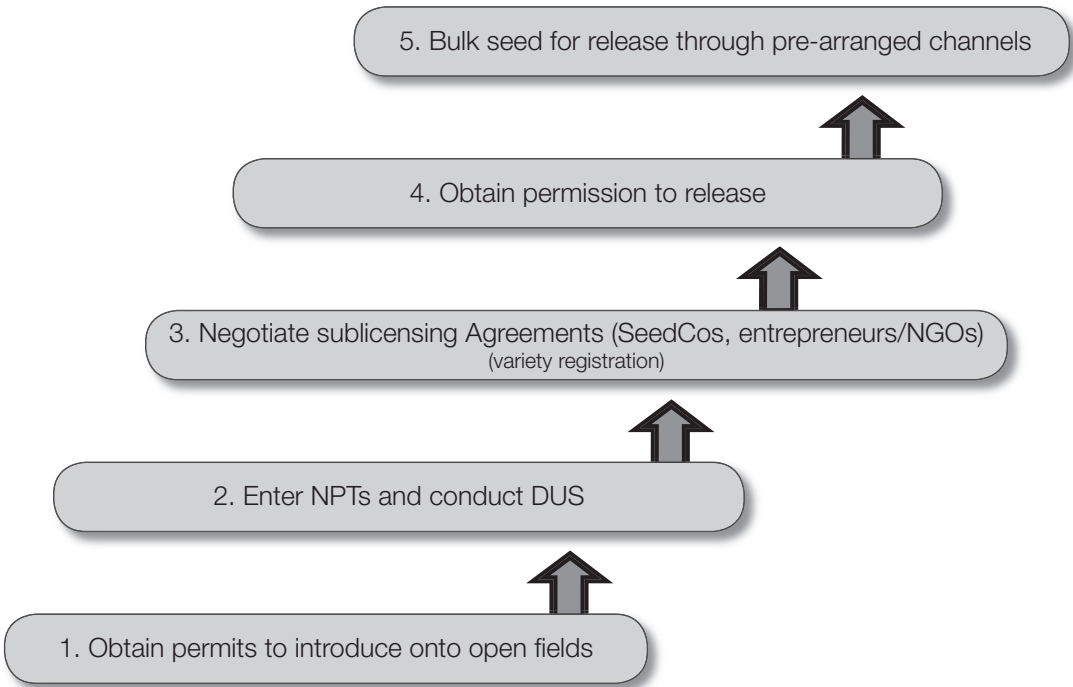 5. Bulk seed for release through pre-arranged channels
4. Obtain permission to release
3. Negotiate sublicensing Agreements (SeedCos, entrepreneurs/NGOs)
(variety registration)
2. Enter NPTs and conduct DUS
1. Obtain permits to introduce onto open fields